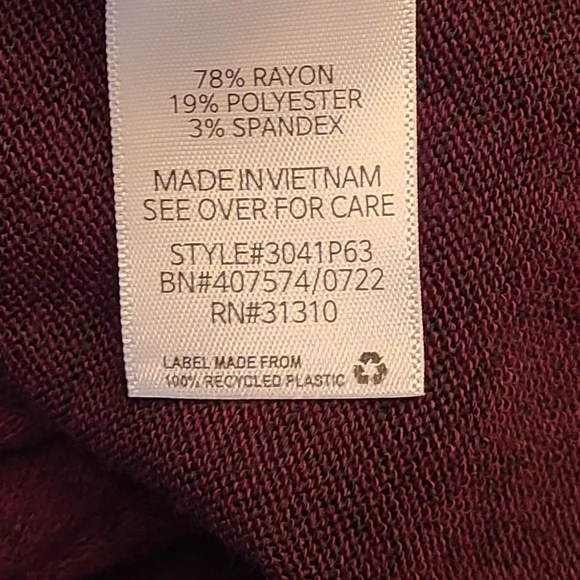 78% RAYON
19% POLYESTER
3% SPANDEX
MADE IN VIETNAM
SEE OVER FOR CARE
STYLE#3041P63
BN#407574/0722
RN#31310
LABEL MADE FROM
100% RECYCLED PLASTIC